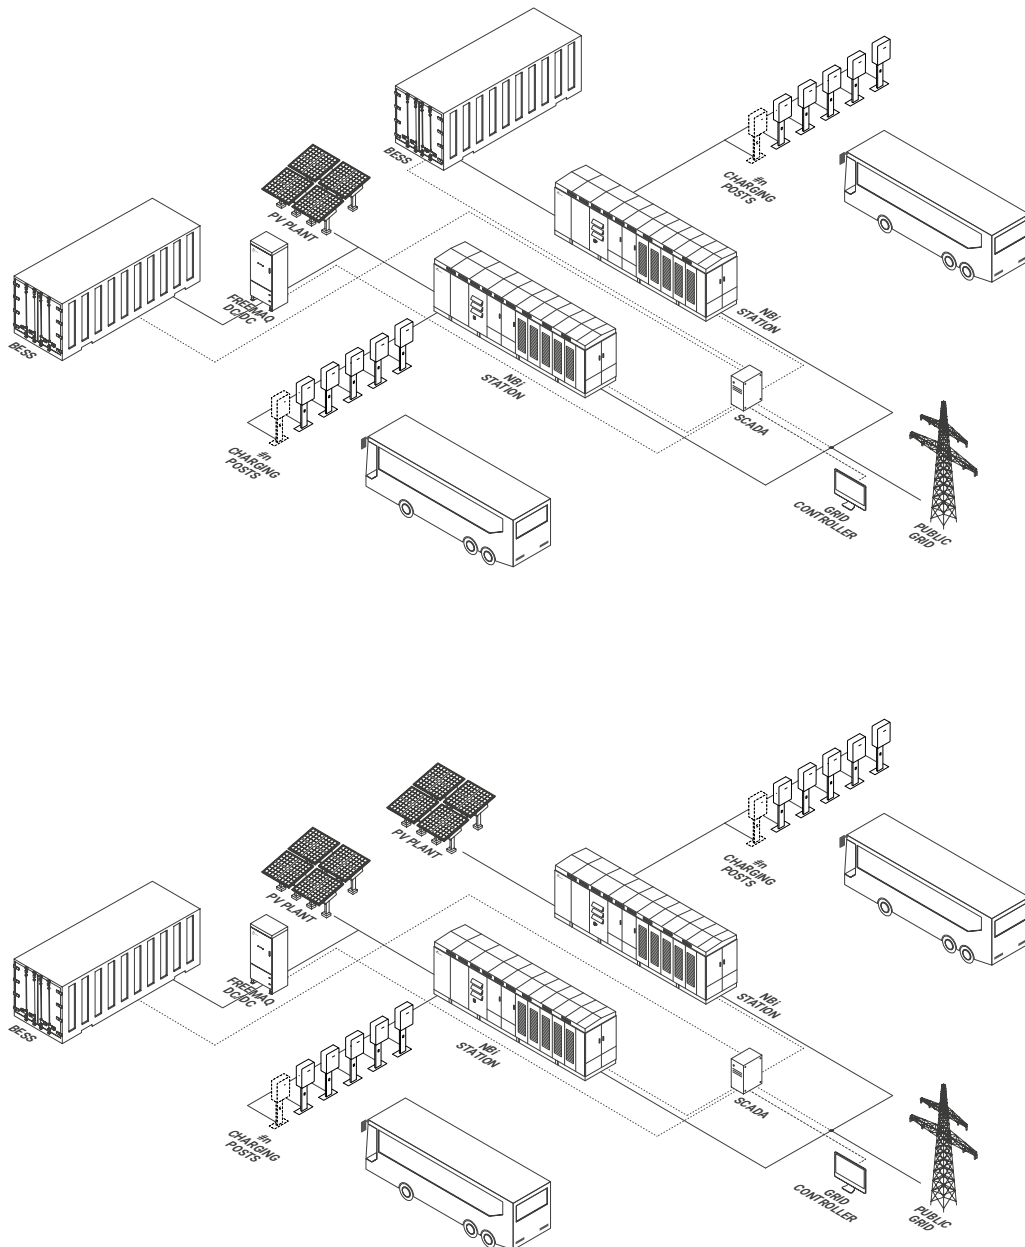 BESS
#n
CHARGING
POSTS
PV PLANT
FREEMAQ
DC/DC
BESS
NBi
STATION
NBi
STATION
SCADA
#n
CHARGING
POSTS
GRID
CONTROLLER
PUBLIC
GRID
PV PLANT
#n
CHARGING
POSTS
PV PLANT
FREEMAQ
DC/DC
BESS
NBi
STATION
NBi
STATION
SCADA
#n
CHARGING
POSTS
GRID
CONTROLLER
PUBLIC
GRID